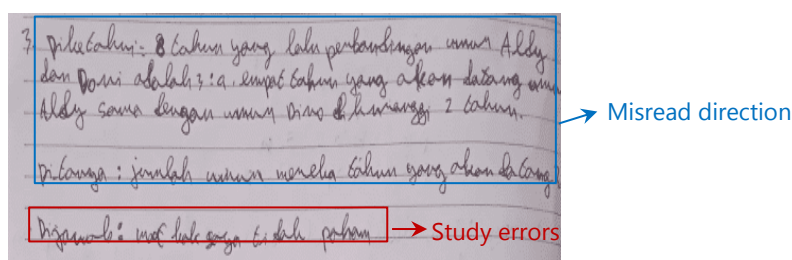 3. Diketahui: 8 tahun yang lalu perbandingan umur Aldy
dan Doni adalah 3:4. empat tahun yang akan datang umur
Aldy sama dengan umur Dino dikurangi 2 tahun.
Misread direction
Ditanya: jumlah umur mereka tahun yang akan datang
Dijawab: maaf kak saya tidak paham
Study errors